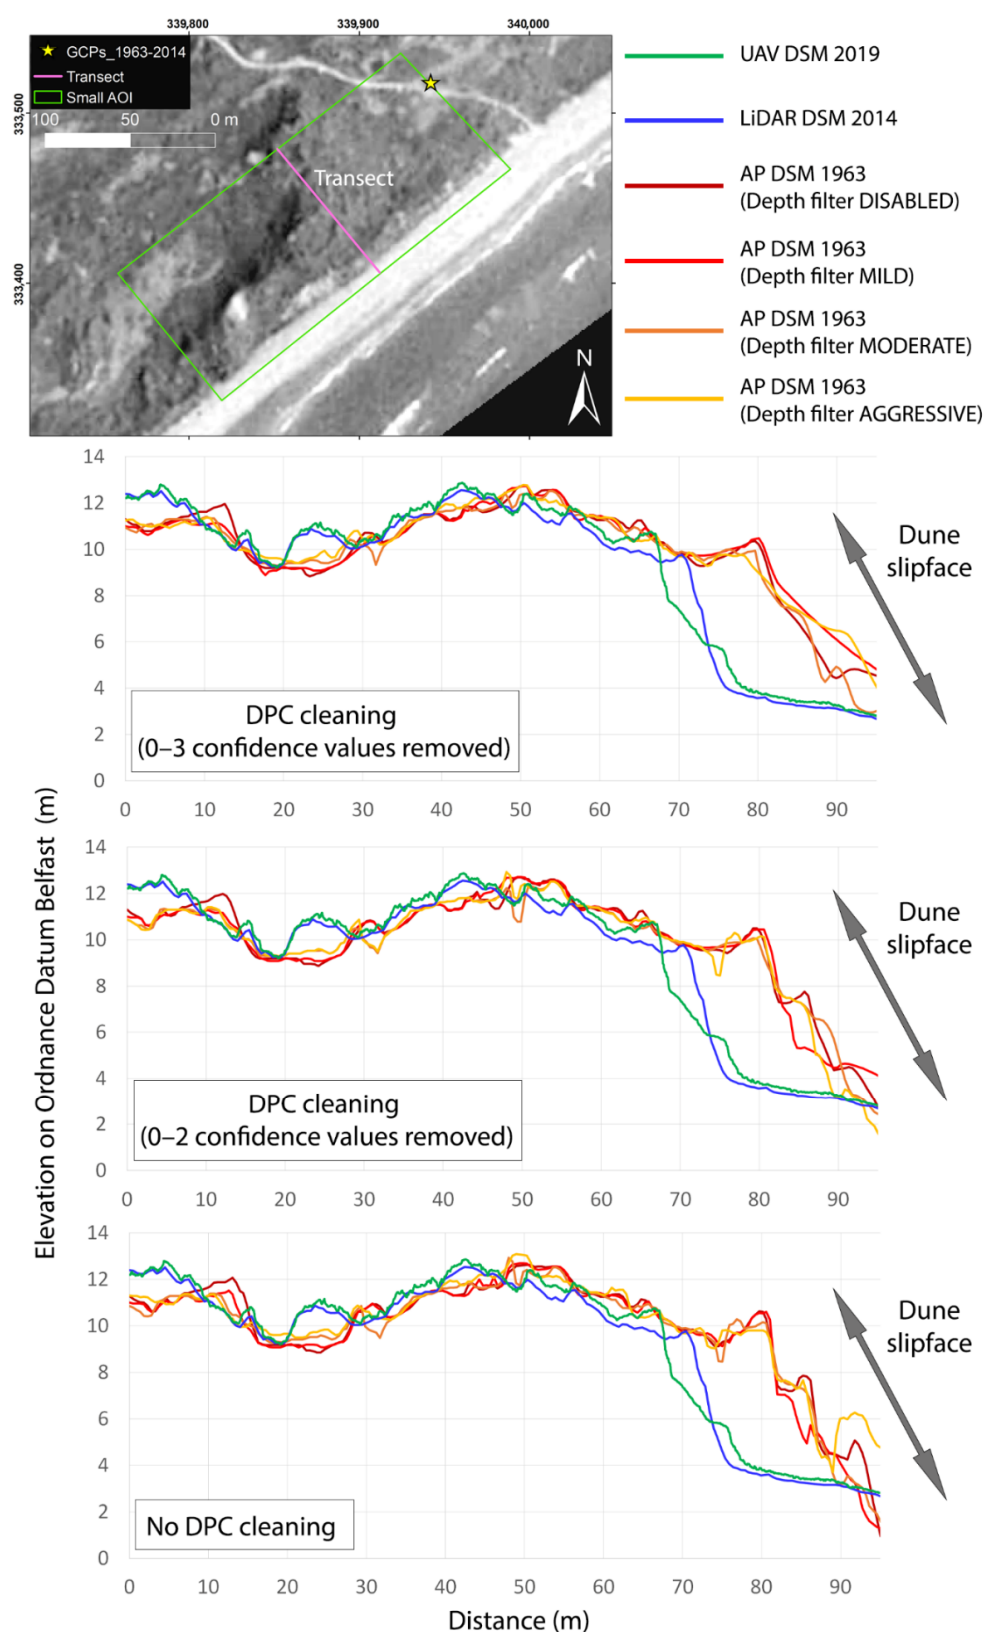 339,800 339,900 340,000
GCPs_1963-2014
Transect
Small AOI
100 50 0 m
333,500
333,400
Transect
N
UAV DSM 2019
LiDAR DSM 2014
AP DSM 1963
(Depth filter DISABLED)
AP DSM 1963
(Depth filter MILD)
AP DSM 1963
(Depth filter MODERATE)
AP DSM 1963
(Depth filter AGGRESSIVE)
Elevation on Ordnance Datum Belfast (m)
14
12
10
8
6
4
2
0
Dune
slipface
DPC cleaning
(0–3 confidence values removed)
0 10 20 30 40 50 60 70 80 90
14
12
10
8
6
4
2
0
Dune
slipface
DPC cleaning
(0–2 confidence values removed)
0 10 20 30 40 50 60 70 80 90
14
12
10
8
6
4
2
0
Dune
slipface
No DPC cleaning
0 10 20 30 40 50 60 70 80 90
Distance (m)